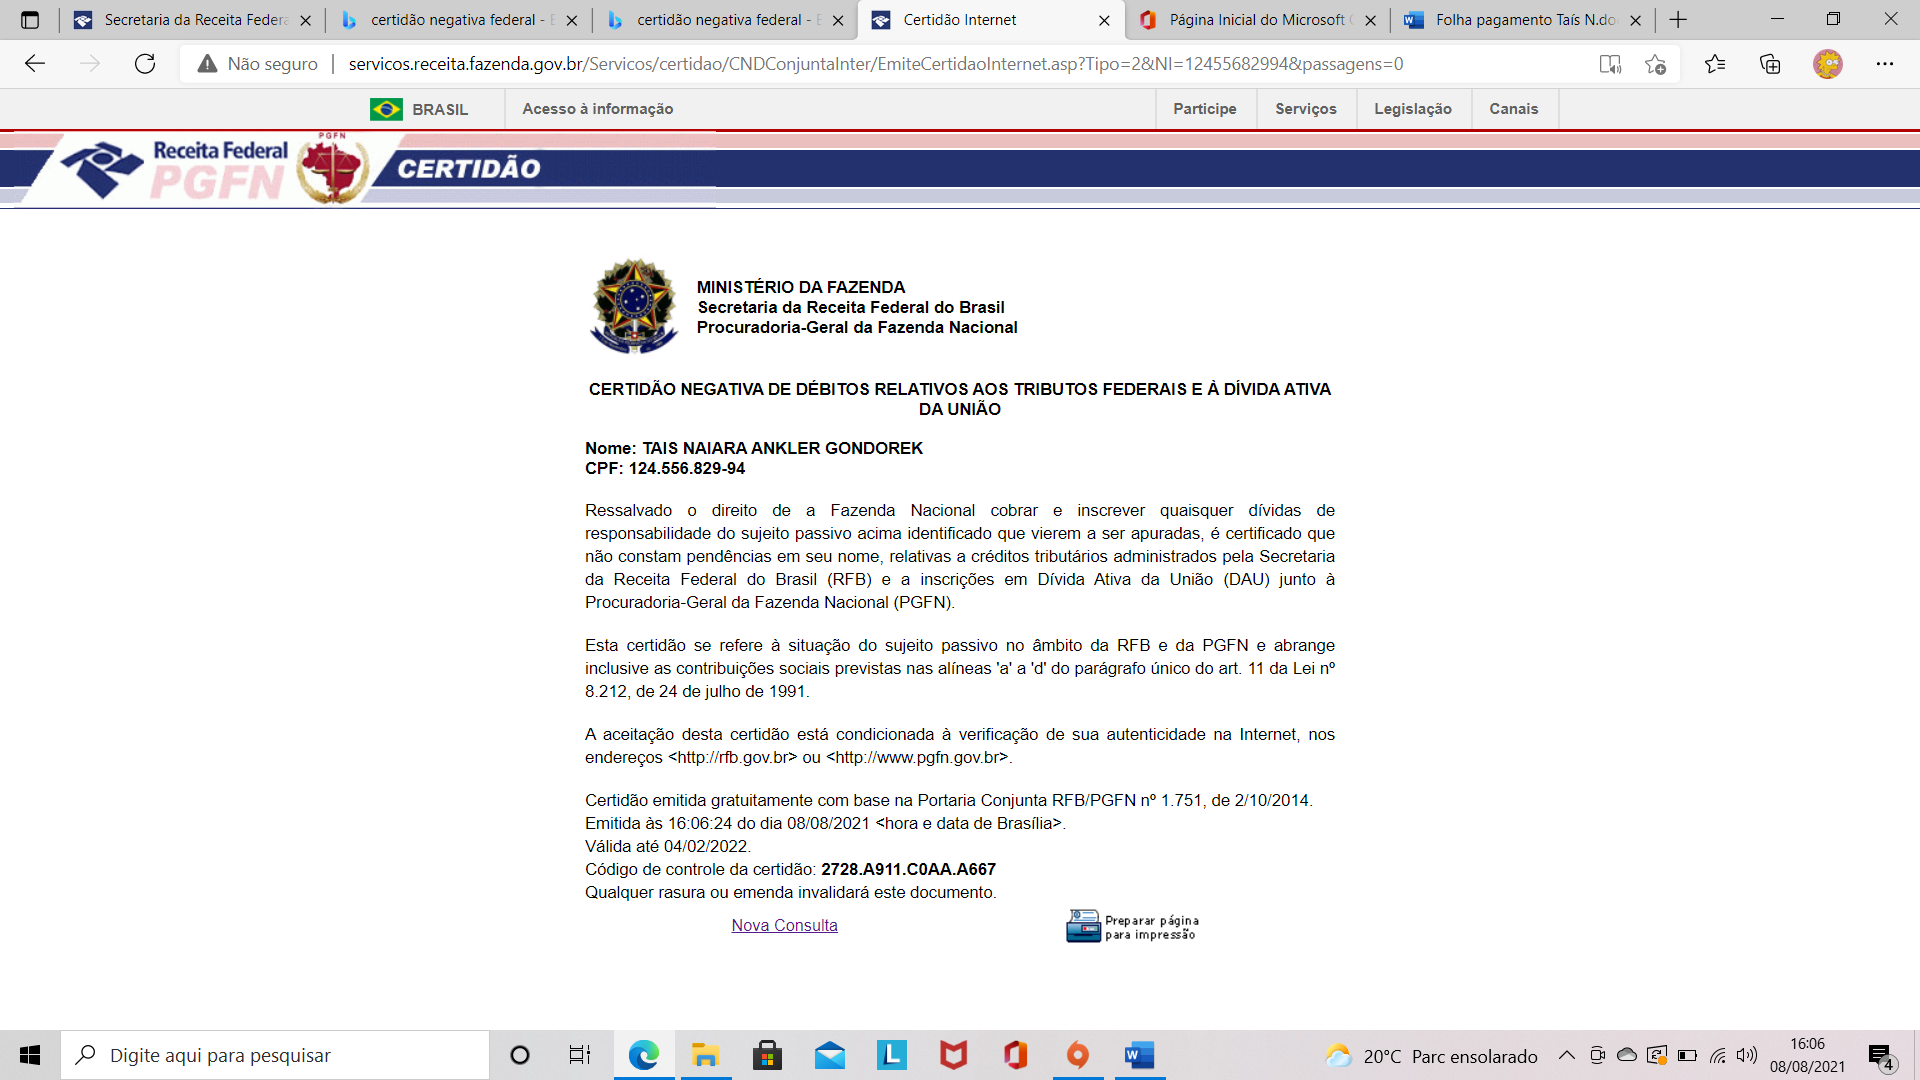 Secretaria da Receita Federa
certidão negativa federal - B
certidão negativa federal - B
Certidão Internet
Página Inicial do Microsoft O
Folha pagamento Taís N.do
Não seguro
servicos.receita.fazenda.gov.br/Servicos/certidao/CNDConjuntaInter/EmiteCertidaoInternet.asp?Tipo=2&NI=12455682994&passagens=0
BRASIL
Acesso à informação
Participe
Serviços
Legislação
Canais
Receita Federal
PGFN
PGFN
CERTIDÃO
MINISTÉRIO DA FAZENDA
Secretaria da Receita Federal do Brasil
Procuradoria-Geral da Fazenda Nacional
CERTIDÃO NEGATIVA DE DÉBITOS RELATIVOS AOS TRIBUTOS FEDERAIS E À DÍVIDA ATIVA
DA UNIÃO
Nome: TAIS NAIARA ANKLER GONDOREK
CPF: 124.556.829-94
Ressalvado o direito de a Fazenda Nacional cobrar e inscrever quaisquer dívidas de
responsabilidade do sujeito passivo acima identificado que vierem a ser apuradas, é certificado que
não constam pendências em seu nome, relativas a créditos tributários administrados pela Secretaria
da Receita Federal do Brasil (RFB) e a inscrições em Dívida Ativa da União (DAU) junto à
Procuradoria-Geral da Fazenda Nacional (PGFN).
Esta certidão se refere à situação do sujeito passivo no âmbito da RFB e da PGFN e abrange
inclusive as contribuições sociais previstas nas alíneas 'a' a 'd' do parágrafo único do art. 11 da Lei nº
8.212, de 24 de julho de 1991.
A aceitação desta certidão está condicionada à verificação de sua autenticidade na Internet, nos
endereços <http://rfb.gov.br> ou <http://www.pgfn.gov.br>.
Certidão emitida gratuitamente com base na Portaria Conjunta RFB/PGFN nº 1.751, de 2/10/2014.
Emitida às 16:06:24 do dia 08/08/2021 <hora e data de Brasília>.
Válida até 04/02/2022.
Código de controle da certidão: 2728.A911.C0AA.A667
Qualquer rasura ou emenda invalidará este documento.
Nova Consulta
Preparar página
para impressão
Digite aqui para pesquisar
20°C Parc ensolarado
16:06
08/08/2021
4